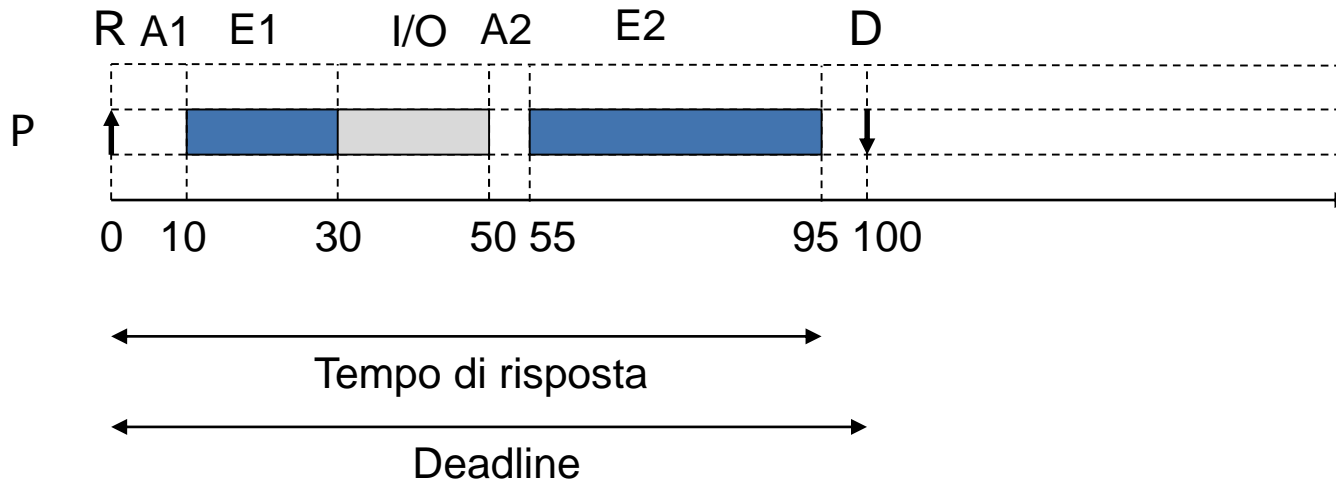 R A1 E1 I/O A2 E2 D
P
0 10 30 50 55 95 100
Tempo di risposta
Deadline